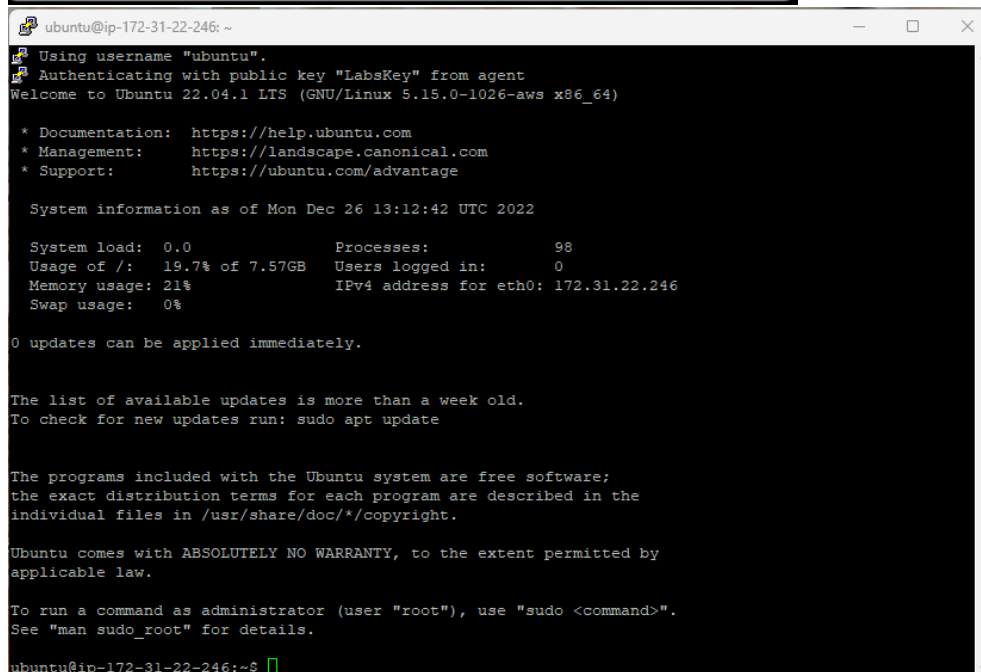 ubuntu@ip-172-31-22-246: ~
Using username "ubuntu".
Authenticating with public key "LabsKey" from agent
Welcome to Ubuntu 22.04.1 LTS (GNU/Linux 5.15.0-1026-aws x86_64)
* Documentation:  https://help.ubuntu.com
* Management:     https://landscape.canonical.com
* Support:        https://ubuntu.com/advantage
System information as of Mon Dec 26 13:12:42 UTC 2022
System load:  0.0               Processes:             98
Usage of /:   19.7% of 7.57GB   Users logged in:       0
Memory usage: 21%               IPv4 address for eth0: 172.31.22.246
Swap usage:   0%
0 updates can be applied immediately.
The list of available updates is more than a week old.
To check for new updates run: sudo apt update
The programs included with the Ubuntu system are free software;
the exact distribution terms for each program are described in the
individual files in /usr/share/doc/*/copyright.
Ubuntu comes with ABSOLUTELY NO WARRANTY, to the extent permitted by
applicable law.
To run a command as administrator (user "root"), use "sudo <command>".
See "man sudo_root" for details.
ubuntu@ip-172-31-22-246:~$